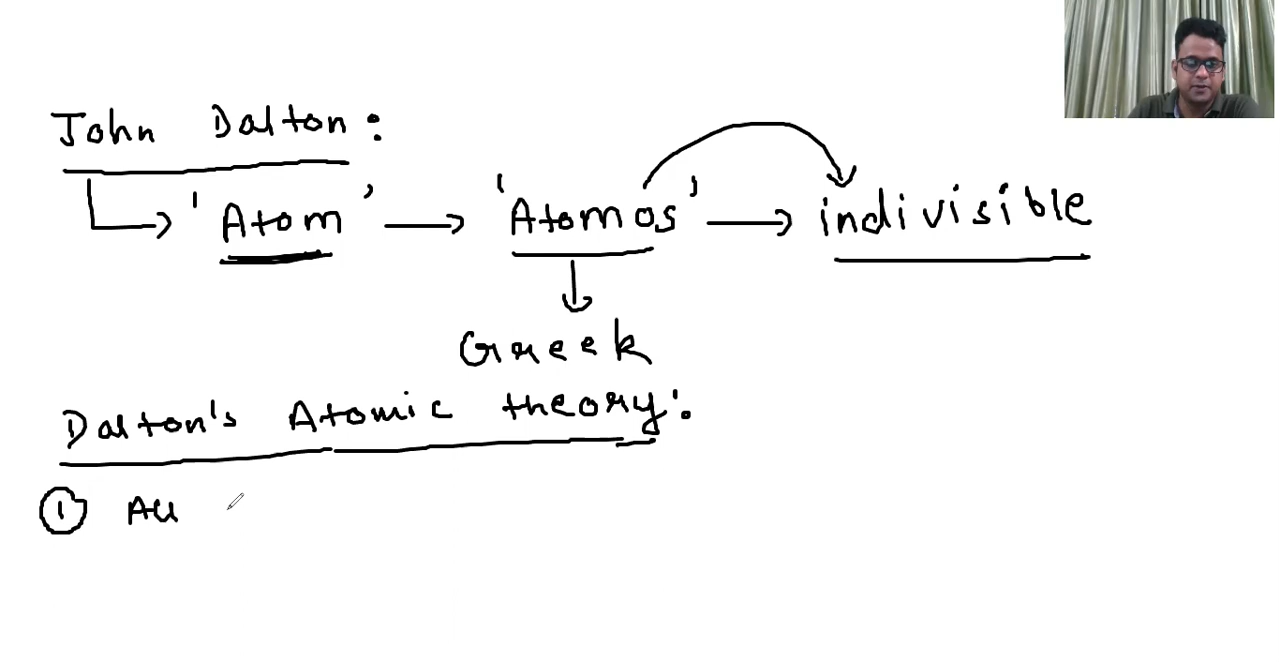 John Dalton:
'Atom' → 'Atomos' → indivisible
Greek
Dalton's Atomic theory:
① All